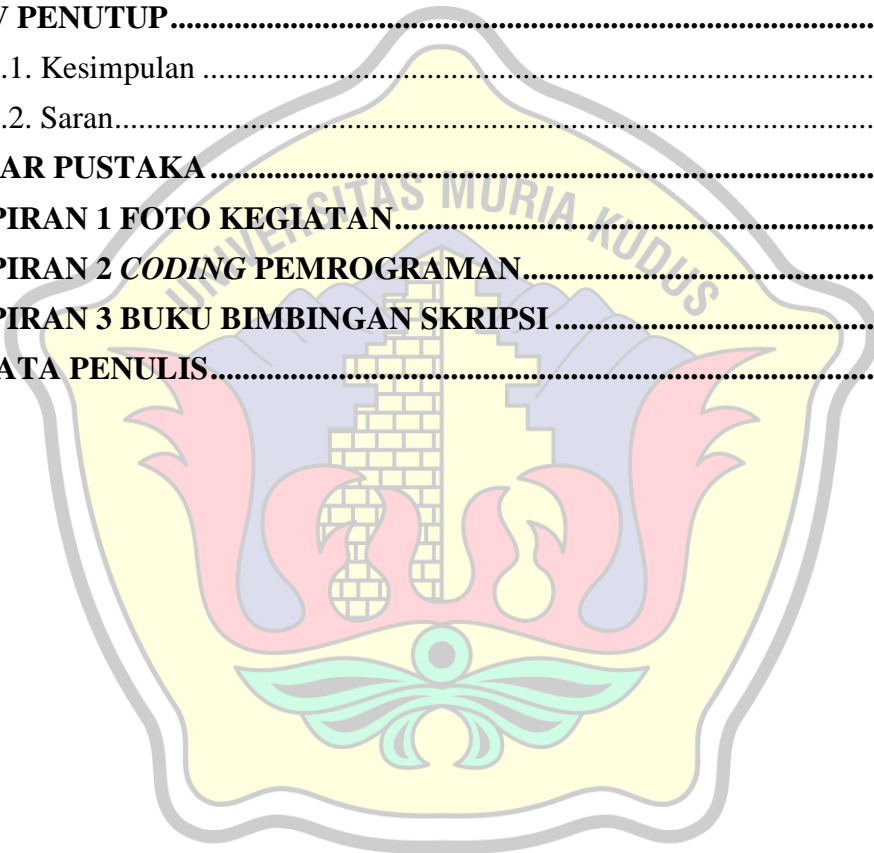 V PENUTUP
.1. Kesimpulan
.2. Saran
AR PUSTAKA
PIRAN 1 FOTO KEGIATAN
PIRAN 2 CODING PEMROGRAMAN
PIRAN 3 BUKU BIMBINGAN SKRIPSI
ATA PENULIS
UNIVERSITAS MURIA KUDUS